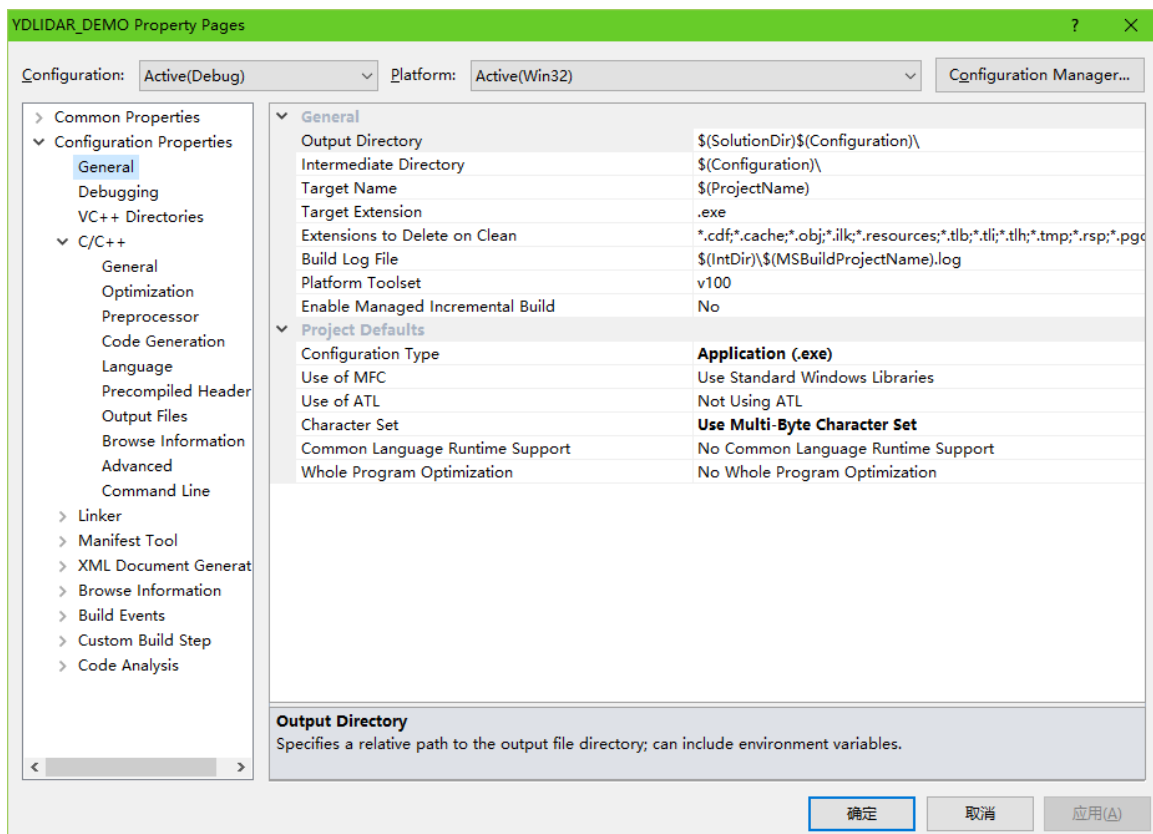 YDLIDAR_DEMO Property Pages ?
Configuration: Active(Debug) Platform: Active(Win32) Configuration Manager...
Common Properties
Configuration Properties
General
Debugging
VC++ Directories
C/C++
General
Optimization
Preprocessor
Code Generation
Language
Precompiled Header
Output Files
Browse Information
Advanced
Command Line
Linker
Manifest Tool
XML Document Generat
Browse Information
Build Events
Custom Build Step
Code Analysis
General
Output Directory $(SolutionDir)$(Configuration)\
Intermediate Directory $(Configuration)\
Target Name $(ProjectName)
Target Extension .exe
Extensions to Delete on Clean *.cdf;*.cache;*.obj;*.ilk;*.resources;*.tlb;*.tli;*.tlh;*.tmp;*.rsp;*.pgc
Build Log File $(IntDir)\$(MSBuildProjectName).log
Platform Toolset v100
Enable Managed Incremental Build No
Project Defaults
Configuration Type Application (.exe)
Use of MFC Use Standard Windows Libraries
Use of ATL Not Using ATL
Character Set Use Multi-Byte Character Set
Common Language Runtime Support No Common Language Runtime Support
Whole Program Optimization No Whole Program Optimization
Output Directory
Specifies a relative path to the output file directory; can include environment variables.
确定 取消 应用(A)